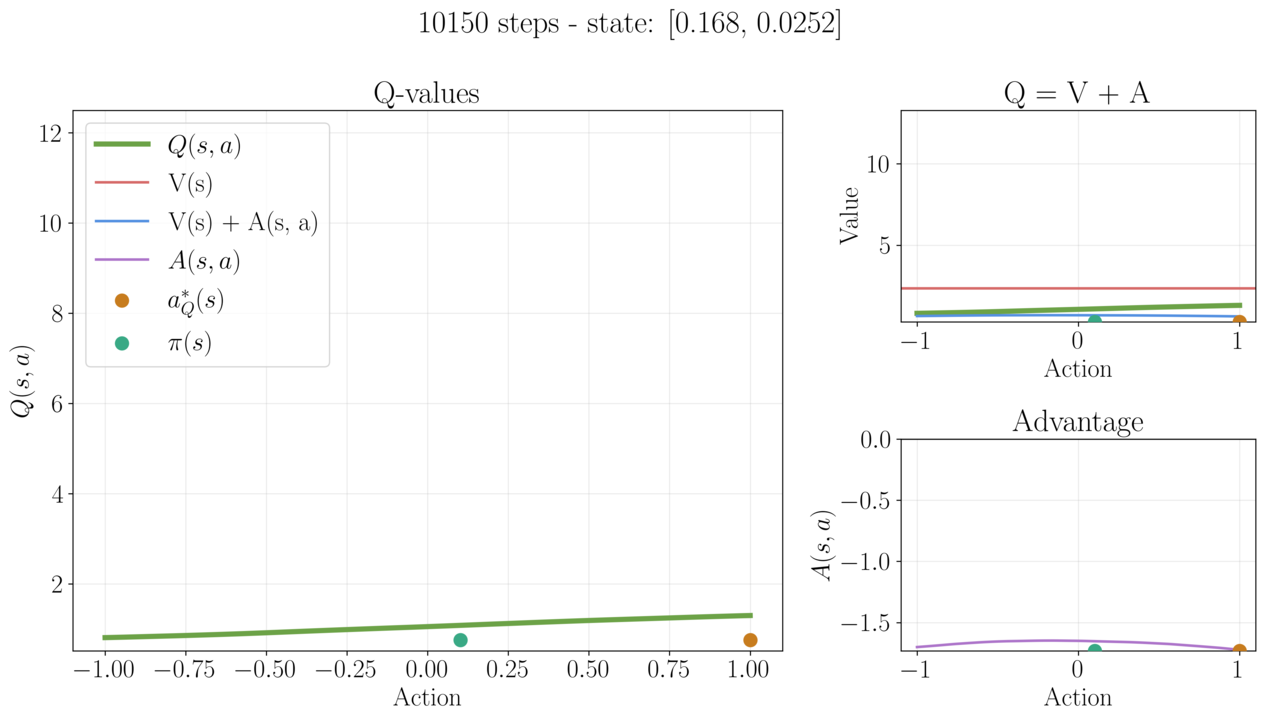 10150 steps - state: [0.168, 0.0252]
Q-values
12
10
8
6
4
2
Q(s, a)
Q(s, a)
V(s)
V(s) + A(s, a)
A(s, a)
a*_Q(s)
π(s)
−1.00 −0.75 −0.50 −0.25 0.00 0.25 0.50 0.75 1.00
Action
Q = V + A
10
5
Value
−1 0 1
Action
Advantage
0.0
−0.5
−1.0
−1.5
A(s, a)
−1 0 1
Action